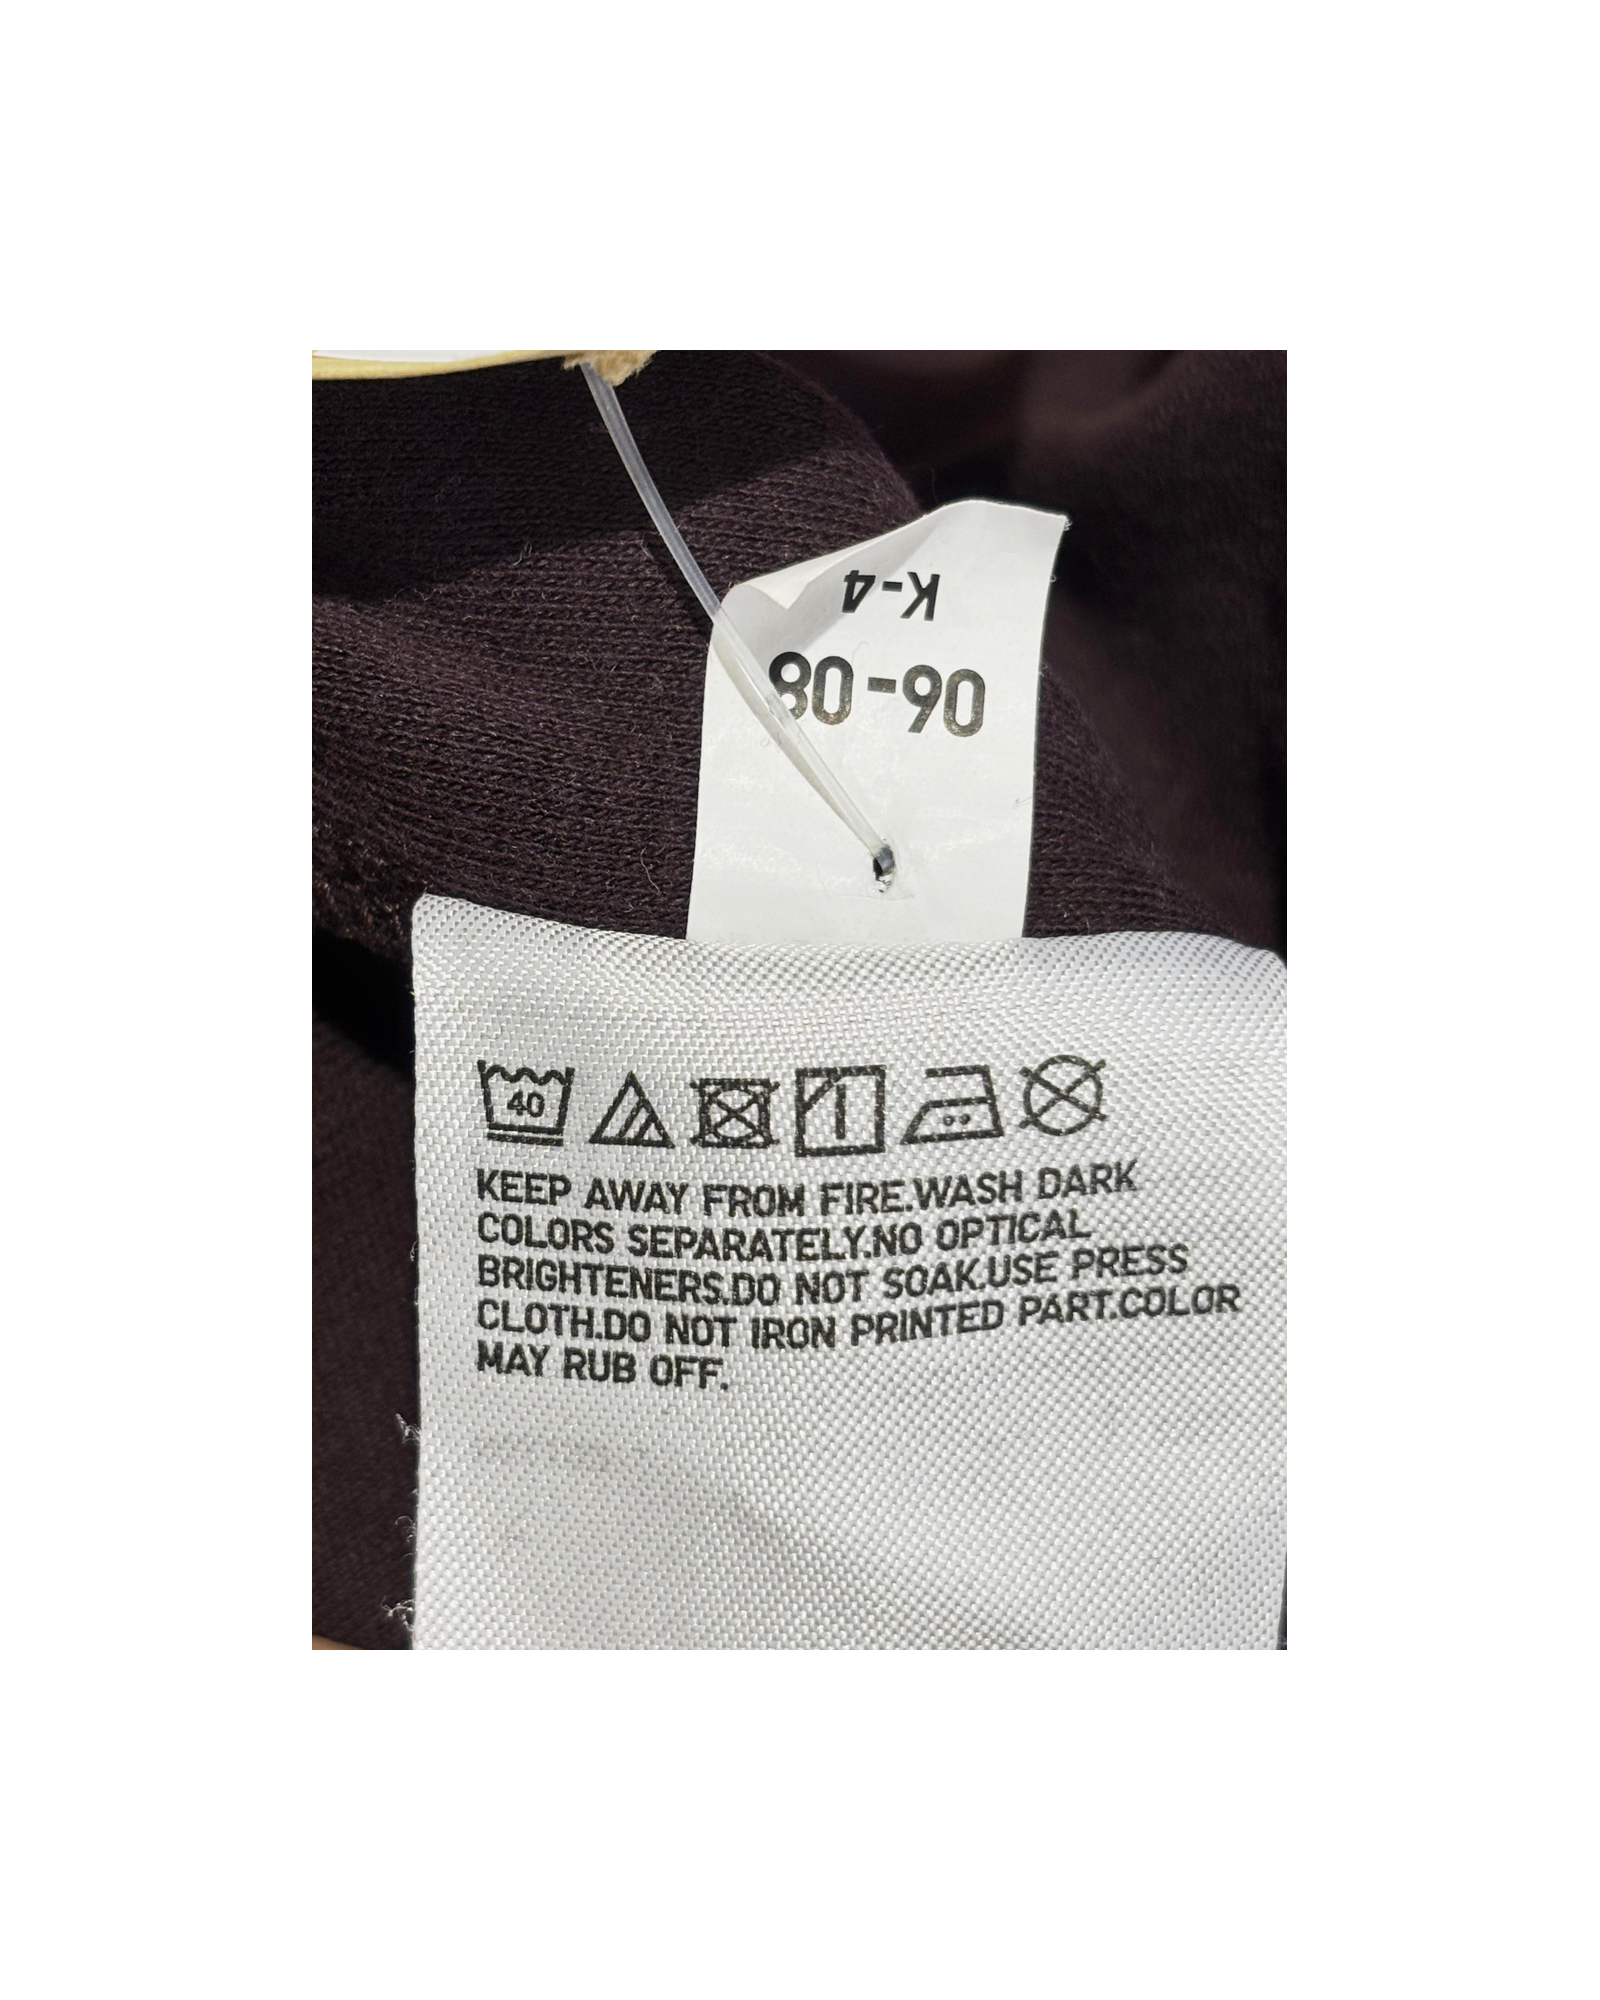 K-4
06-08
40
KEEP AWAY FROM FIRE.WASH DARK
COLORS SEPARATELY.NO OPTICAL
BRIGHTENERS.DO NOT SOAK.USE PRESS
CLOTH.DO NOT IRON PRINTED PART.COLOR
MAY RUB OFF.